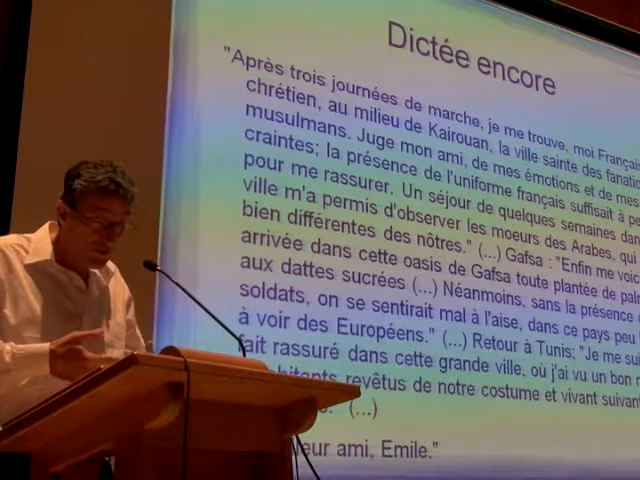 Dictée encore
"Après trois journées de marche, je me trouve, moi Français
chrétien, au milieu de Kairouan, la ville sainte des
musulmans. Juge mon ami, de mes émotions et de mes
craintes; la présence de l'uniforme français suffisait à
pour me rassurer. Un séjour de quelques semaines dans
ville m'a permis d'observer les moeurs des Arabes, qui
bien différentes des nôtres." (...) Gafsa : "Enfin me
arrivée dans cette oasis de Gafsa toute plantée de
aux dattes sucrées (...) Néanmoins, sans la présence
soldats, on se sentirait mal à l'aise, dans ce pays peu
à voir des Européens." (...) Retour à Tunis; "Je me
fait rassuré dans cette grande ville, où j'ai vu un bon
revêtus de notre costume et vivant
(...)
ami, Emile."